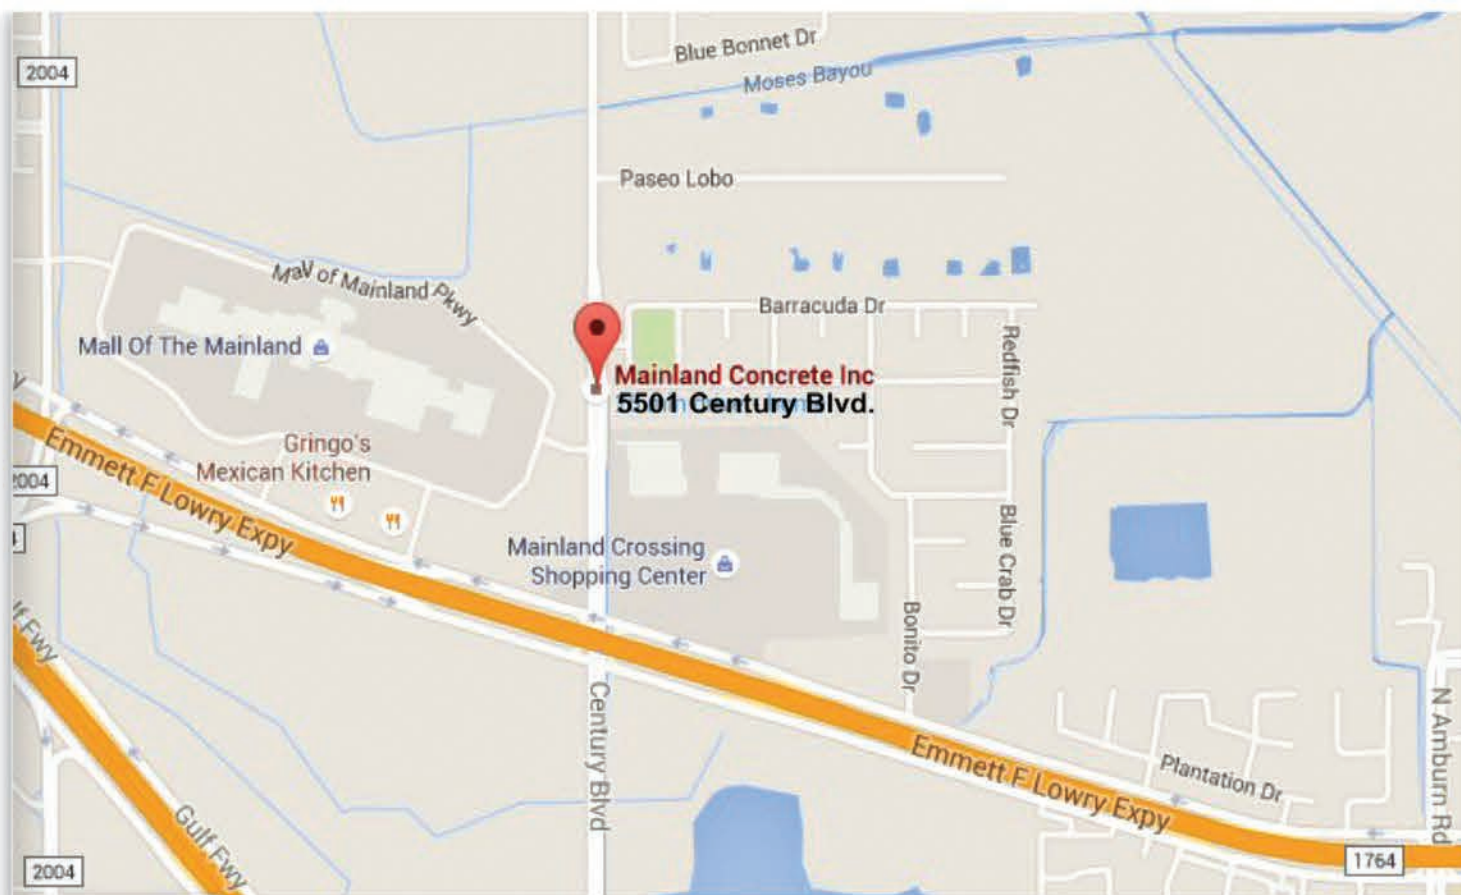 Blue Bonnet Dr
2004
Moses Bayou
Paseo Lobo
Mall of Mainland Pkwy
Barracuda Dr
Mall Of The Mainland
Redfish Dr
Mainland Concrete Inc
5501 Century Blvd.
Gringo's
Mexican Kitchen
Emmett F Lowry Expy
2004
Mainland Crossing
Shopping Center
Blue Crab Dr
Bonito Dr
Fwy
Century Blvd
N Amburn Rd
Emmett F Lowry Expy
Plantation Dr
Gulf Fwy
2004
1764